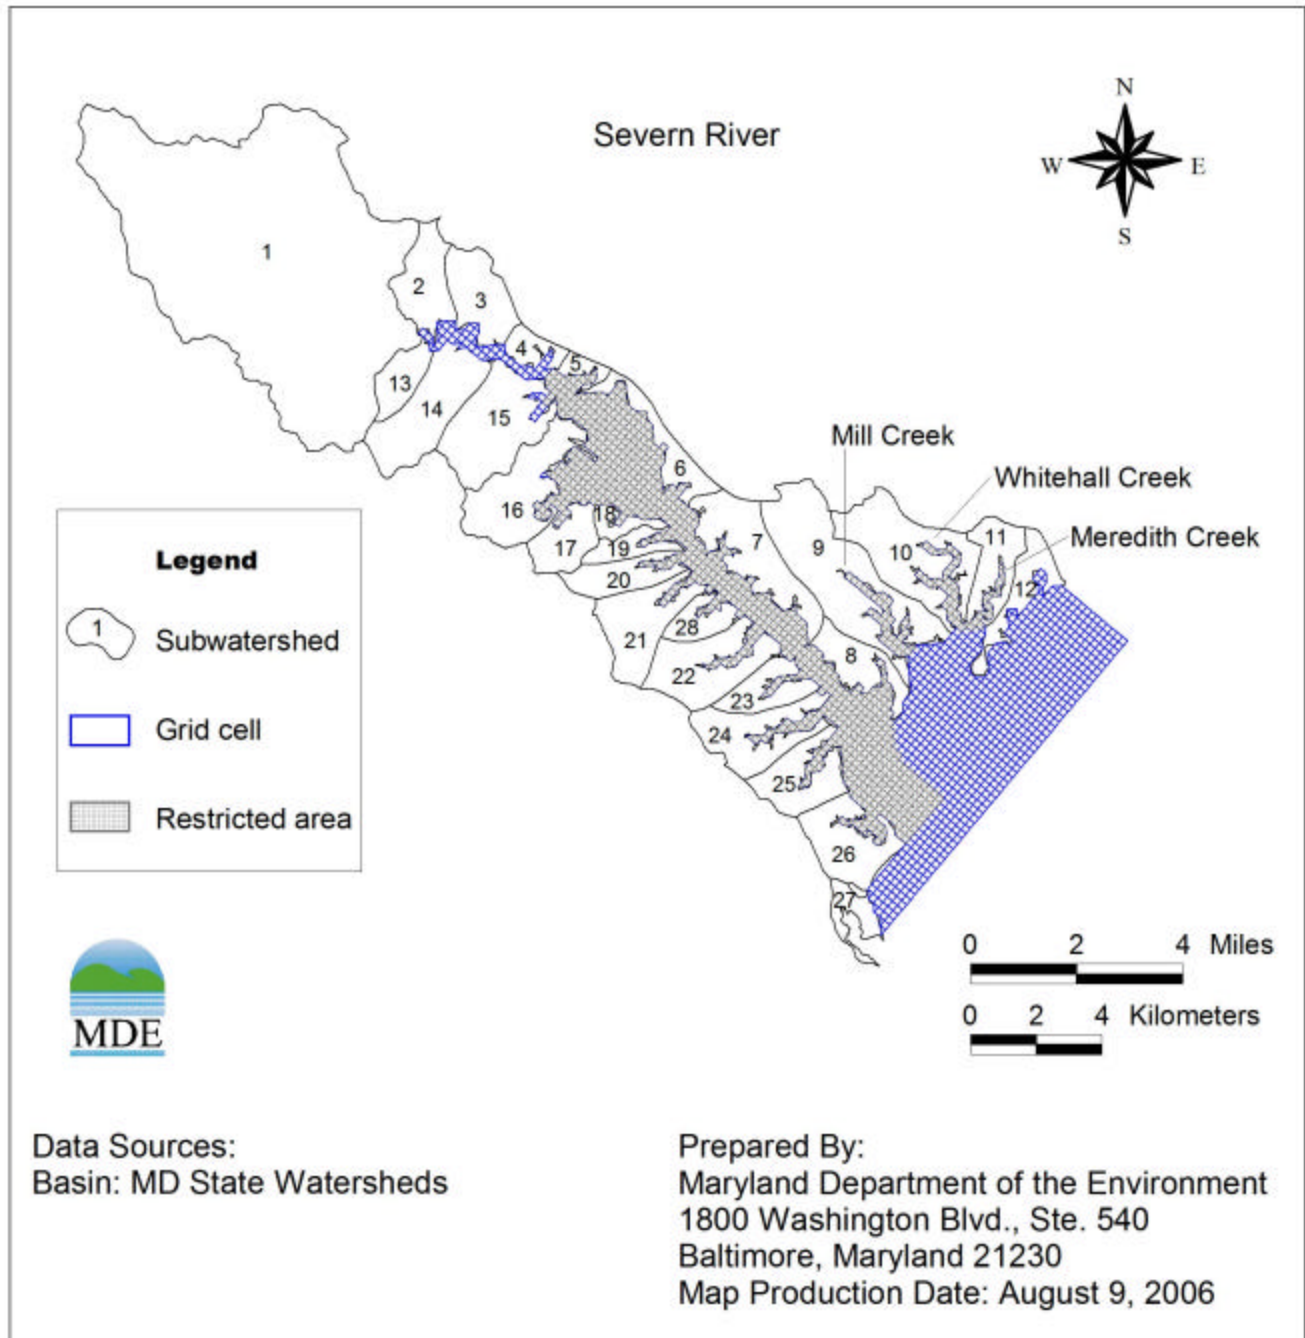 Severn River
N
W E
S
1
2
3
4
5
13
14
15
6
Mill Creek
Whitehall Creek
Meredith Creek
16
18
17
19
20
7
9
10
11
12
21
28
22
8
23
24
25
26
27
Legend
1 Subwatershed
Grid cell
Restricted area
MDE
0 2 4 Miles
0 2 4 Kilometers
Data Sources:
Basin: MD State Watersheds
Prepared By:
Maryland Department of the Environment
1800 Washington Blvd., Ste. 540
Baltimore, Maryland 21230
Map Production Date: August 9, 2006